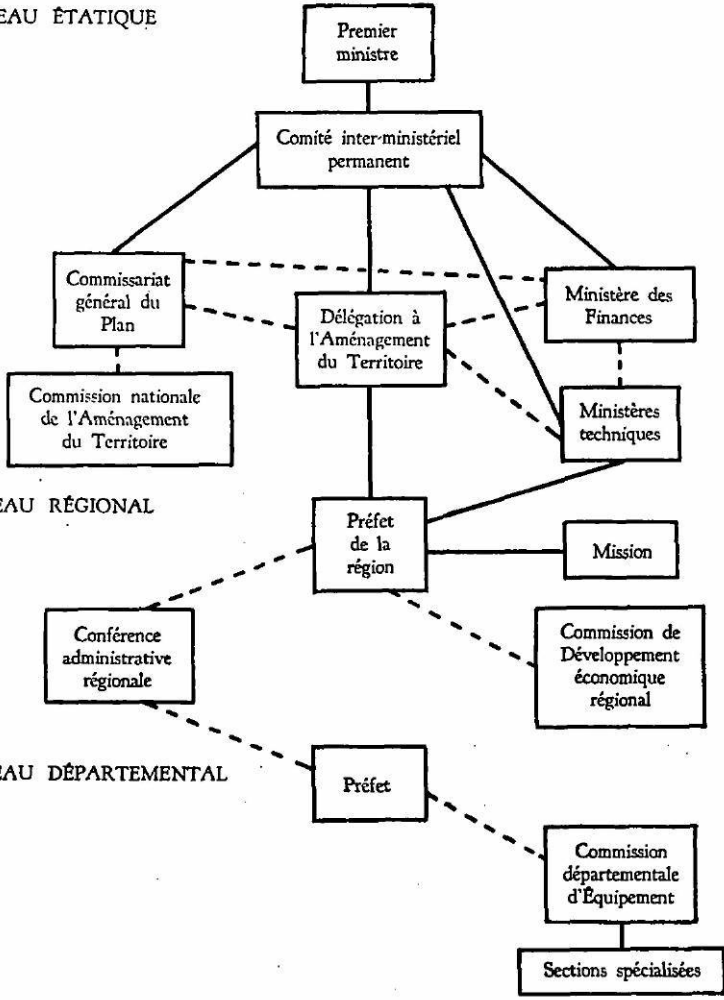 EAU ÉTATIQUE
Premier
ministre
Comité inter-ministériel
permanent
Commissariat
général du
Plan
Délégation à
l'Aménagement
du Territoire
Ministère des
Finances
Commission nationale
de l'Aménagement
du Territoire
Ministères
techniques
EAU RÉGIONAL
Préfet
de la
région
Mission
Conférence
administrative
régionale
Commission de
Développement
économique
régional
EAU DÉPARTEMENTAL
Préfet
Commission
départementale
d'Équipement
Sections spécialisées